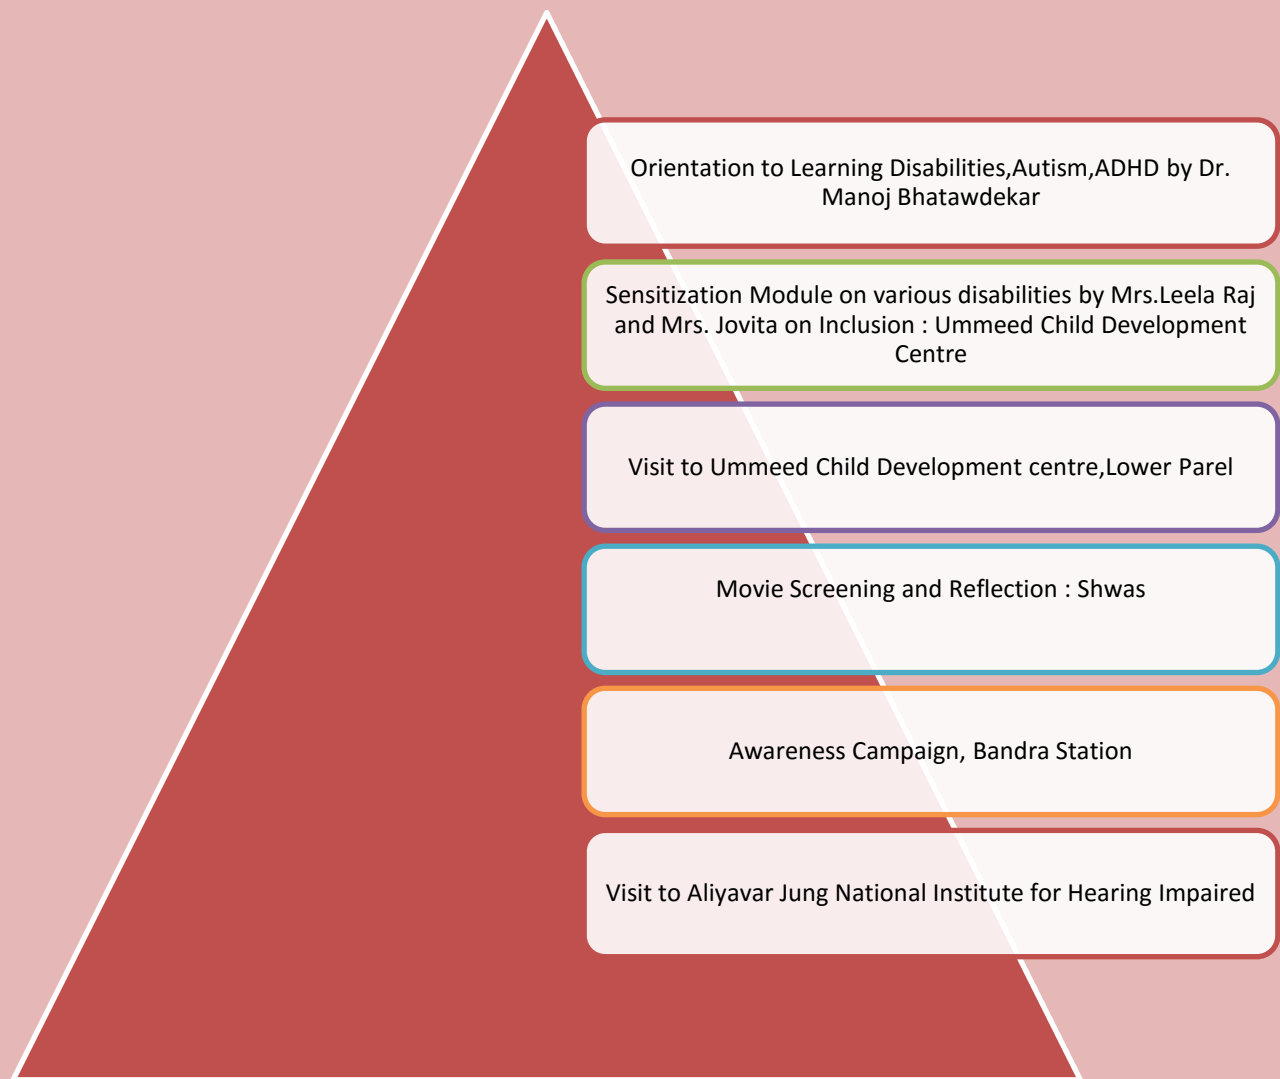 Orientation to Learning Disabilities,Autism,ADHD by Dr.
Manoj Bhatawdekar
Sensitization Module on various disabilities by Mrs.Leela Raj
and Mrs. Jovita on Inclusion : Ummeed Child Development
Centre
Visit to Ummeed Child Development centre,Lower Parel
Movie Screening and Reflection : Shwas
Awareness Campaign, Bandra Station
Visit to Aliyavar Jung National Institute for Hearing Impaired